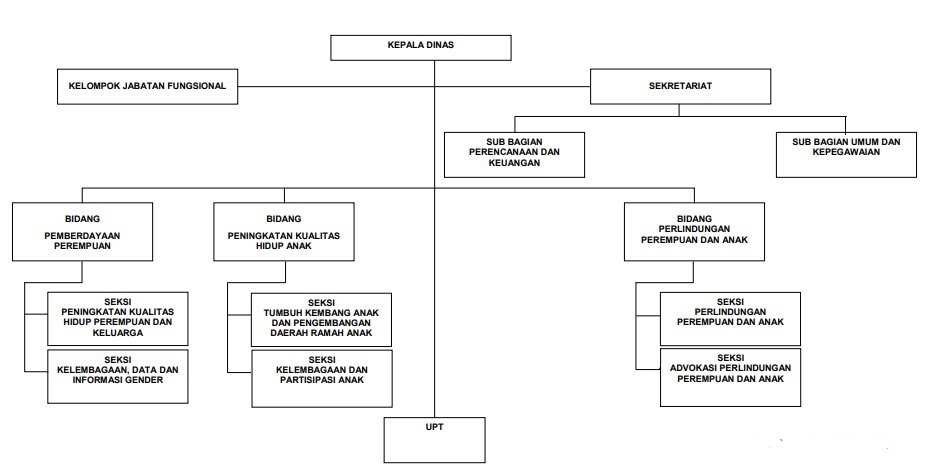 KEPALA DINAS
KELOMPOK JABATAN FUNGSIONAL
SEKRETARIAT
SUB BAGIAN
PERENCANAAN DAN
KEUANGAN
SUB BAGIAN UMUM DAN
KEPEGAWAIAN
BIDANG
PEMBERDAYAAN
PEREMPUAN
BIDANG
PENINGKATAN KUALITAS
HIDUP ANAK
BIDANG
PERLINDUNGAN
PEREMPUAN DAN ANAK
SEKSI
PENINGKATAN KUALITAS
HIDUP PEREMPUAN DAN
KELUARGA
SEKSI
KELEMBAGAAN, DATA DAN
INFORMASI GENDER
SEKSI
TUMBUH KEMBANG ANAK
DAN PENGEMBANGAN
DAERAH RAMAH ANAK
SEKSI
KELEMBAGAAN DAN
PARTISIPASI ANAK
SEKSI
PERLINDUNGAN
PEREMPUAN DAN ANAK
SEKSI
ADVOKASI PERLINDUNGAN
PEREMPUAN DAN ANAK
UPT